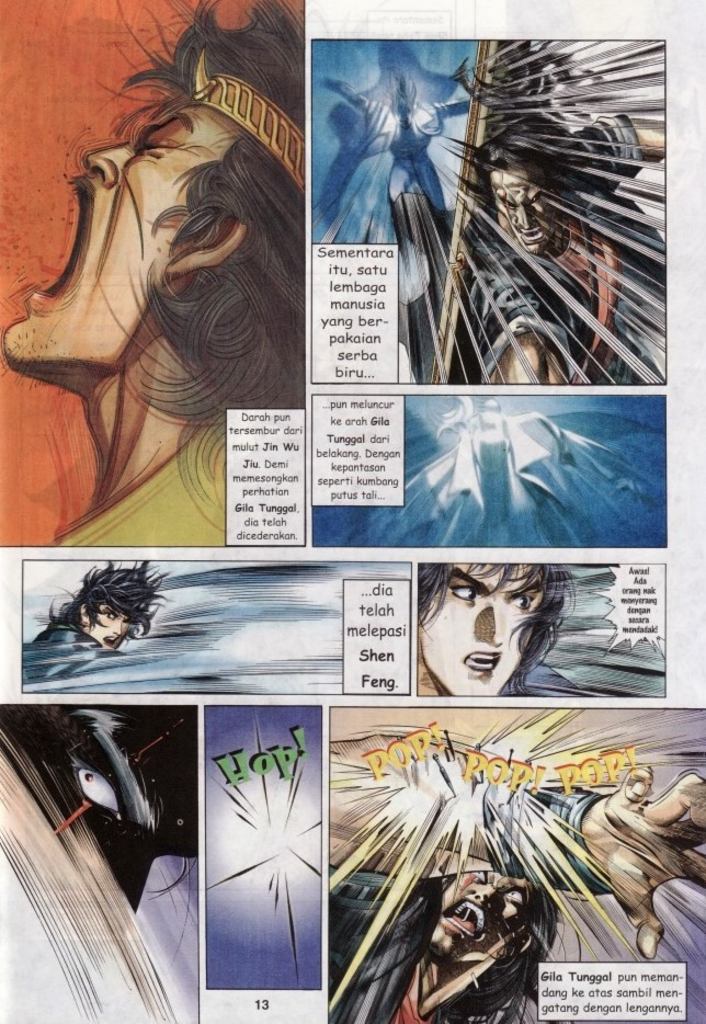 Darah pun
tersembur dari
mulut Jin Wu
Jiu. Demi
memesongkan
perhatian
Gila Tunggal,
dia telah
dicederakan.
Sementara
itu, satu
lembaga
manusia
yang ber-
pakaian
serba
biru...
...pun meluncur
ke arah Gila
Tunggal dari
belakang. Dengan
kepantasan
seperti kumbang
putus tali...
...dia
telah
melepasi
Shen
Feng.
Awas!
Ada
orang nak
menyerang
dengan
secara
mendadak!
HOP!
POP!
POP! POP!
Gila Tunggal pun meman-
dang ke atas sambil men-
gatang dengan lengannya.
13